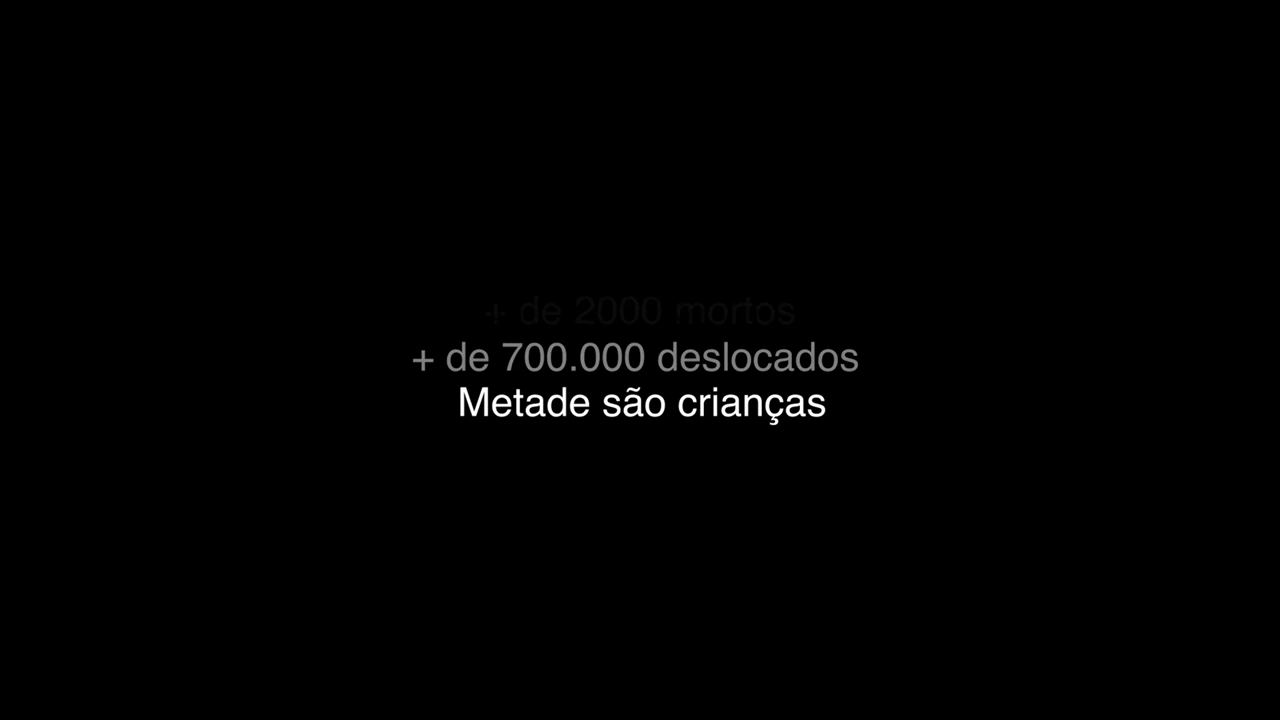 + de 2000 mortos
+ de 700.000 deslocados
Metade são crianças